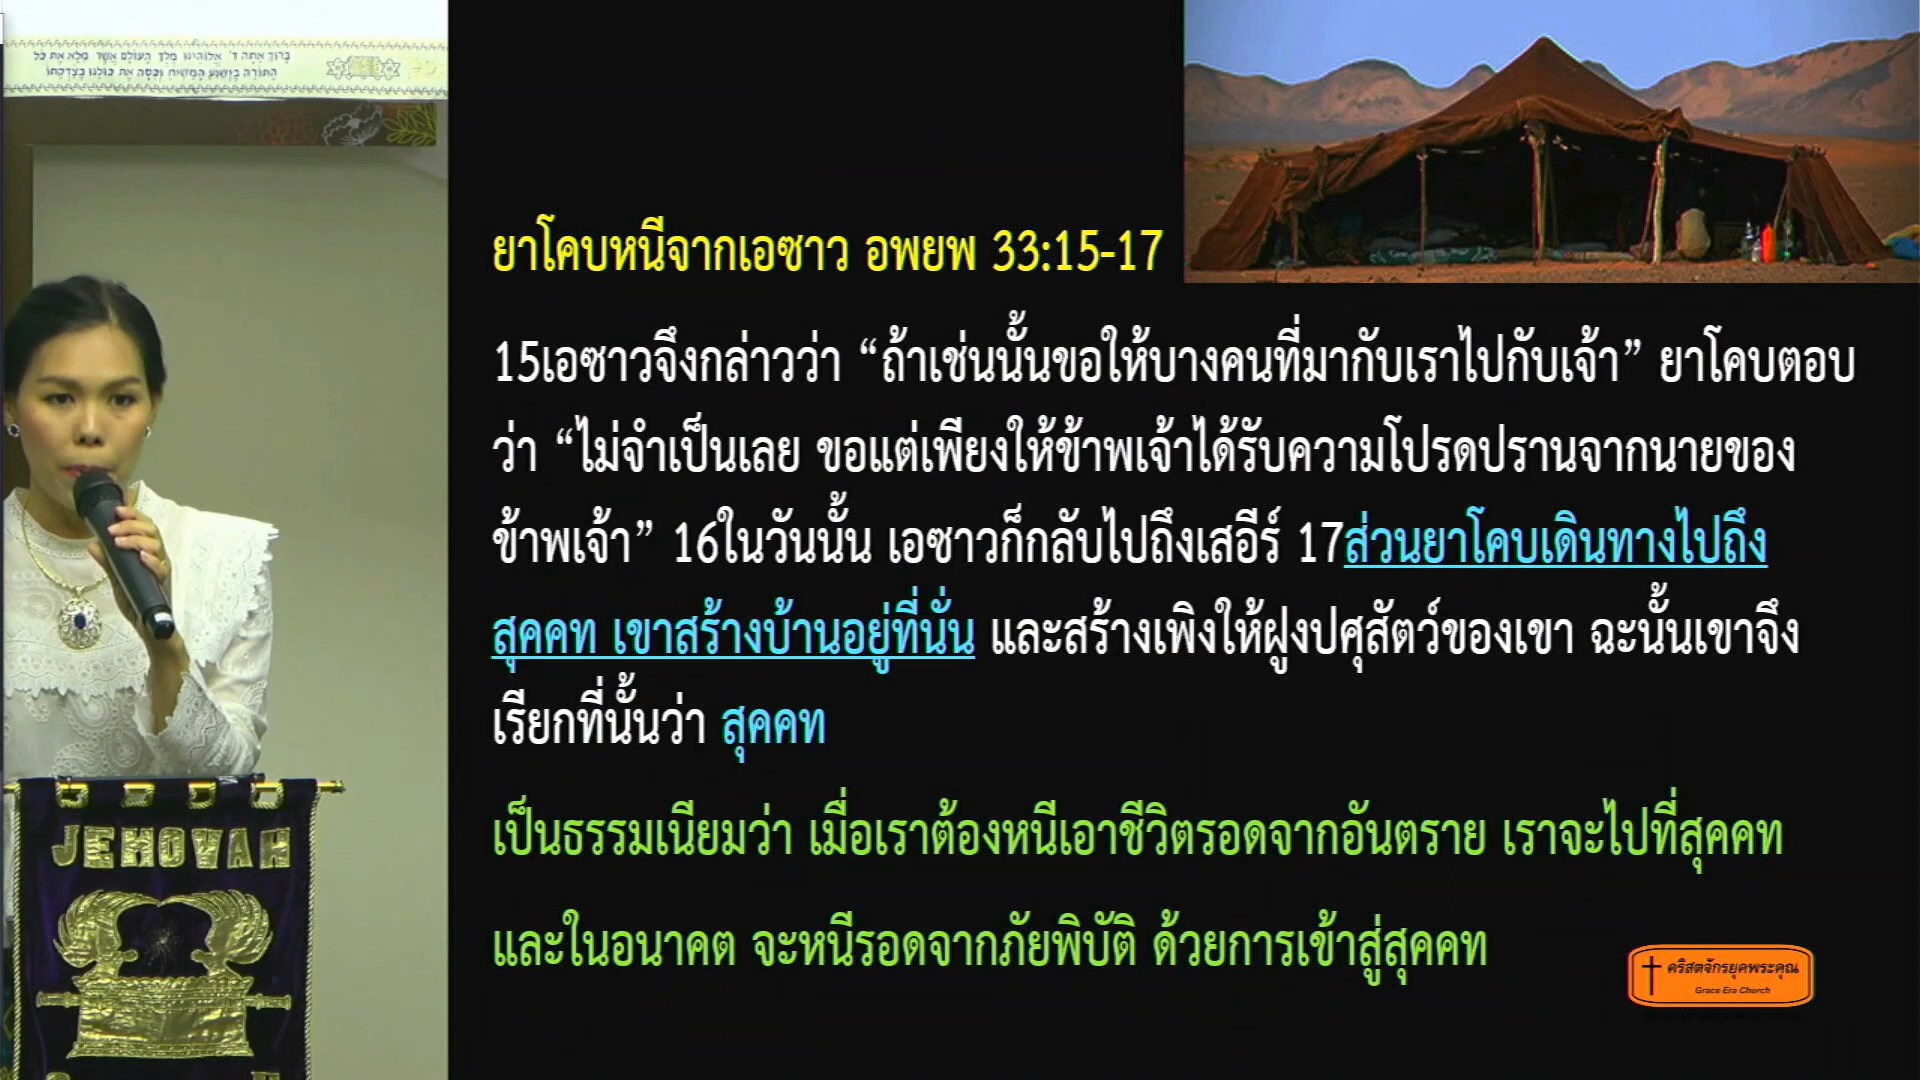 ยาโคบหนีจากเอซาว อพยพ 33:15-17
15เอซาวจึงกล่าวว่า “ถ้าเช่นนั้นขอให้บางคนที่มากับเราไปกับเจ้า” ยาโคบตอบ
ว่า “ไม่จำเป็นเลย ขอแต่เพียงให้ข้าพเจ้าได้รับความโปรดปรานจากนายของ
ข้าพเจ้า” 16ในวันนั้น เอซาวก็กลับไปถึงเสอีร์ 17ส่วนยาโคบเดินทางไปถึง
สุคคท เขาสร้างบ้านอยู่ที่นั่น และสร้างเพิงให้ฝูงปศุสัตว์ของเขา ฉะนั้นเขาจึง
เรียกที่นั้นว่า สุคคท
เป็นธรรมเนียมว่า เมื่อเราต้องหนีเอาชีวิตรอดจากอันตราย เราจะไปที่สุคคท
และในอนาคต จะหนีรอดจากภัยพิบัติ ด้วยการเข้าสู่สุคคท
คริสตจักรยุคพระคุณ
Grace Era Church
JEHOVAH